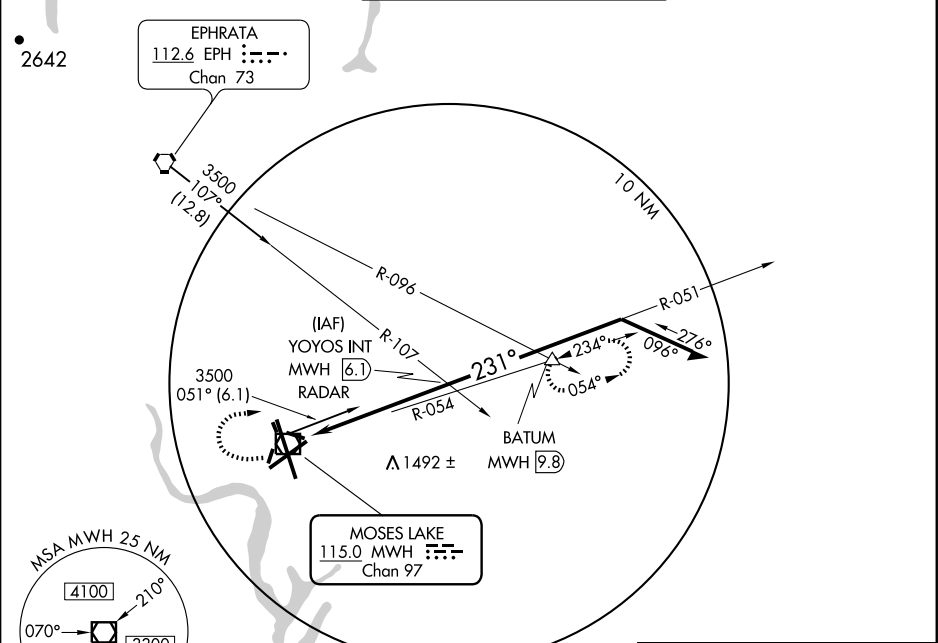 2642
EPHRATA
112.6 EPH
Chan 73
3500
107°
(12.8)
10 NM
R-096
R-051
(IAF)
YOYOS INT
MWH 6.1
RADAR
R-107
231°
234°
276°
096°
054°
3500
051° (6.1)
R-054
BATUM
MWH 9.8
1492 ±
MOSES LAKE
115.0 MWH
Chan 97
MSA MWH 25 NM
4100
210°
070°